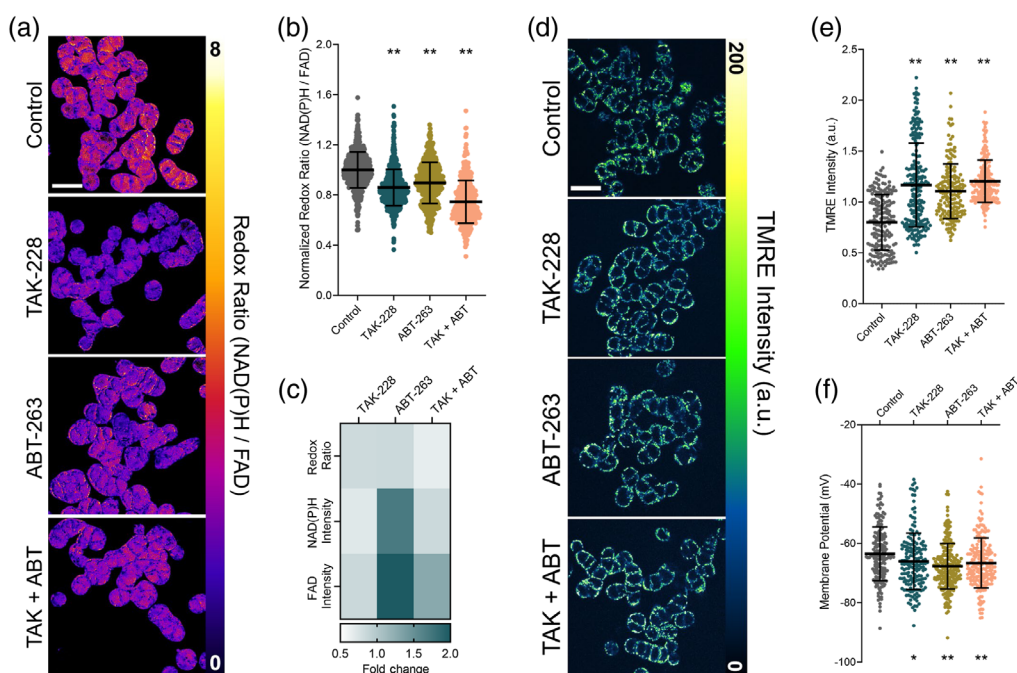 (a)
Control
TAK-228
ABT-263
TAK + ABT
8
Redox Ratio (NAD(P)H / FAD)
0
(b)
Normalized Redox Ratio (NAD(P)H / FAD)
2.0
1.6
1.2
0.8
0.4
0.0
** ** **
Control
TAK-228
ABT-263
TAK + ABT
(c)
TAK-228
ABT-263
TAK + ABT
Redox
Ratio
NAD(P)H
Intensity
FAD
Intensity
0.5 1.0 1.5 2.0
Fold change
(d)
Control
TAK-228
ABT-263
TAK + ABT
200
TMRE Intensity (a.u.)
0
(e)
TMRE
Intensity (a.u.)
2.5
2.0
1.5
1.0
0.5
0.0
** ** **
Control
TAK-228
ABT-263
TAK + ABT
(f)
Control
TAK-228
ABT-263
TAK + ABT
Membrane Potential (mV)
-20
-40
-60
-80
-100
* ** **